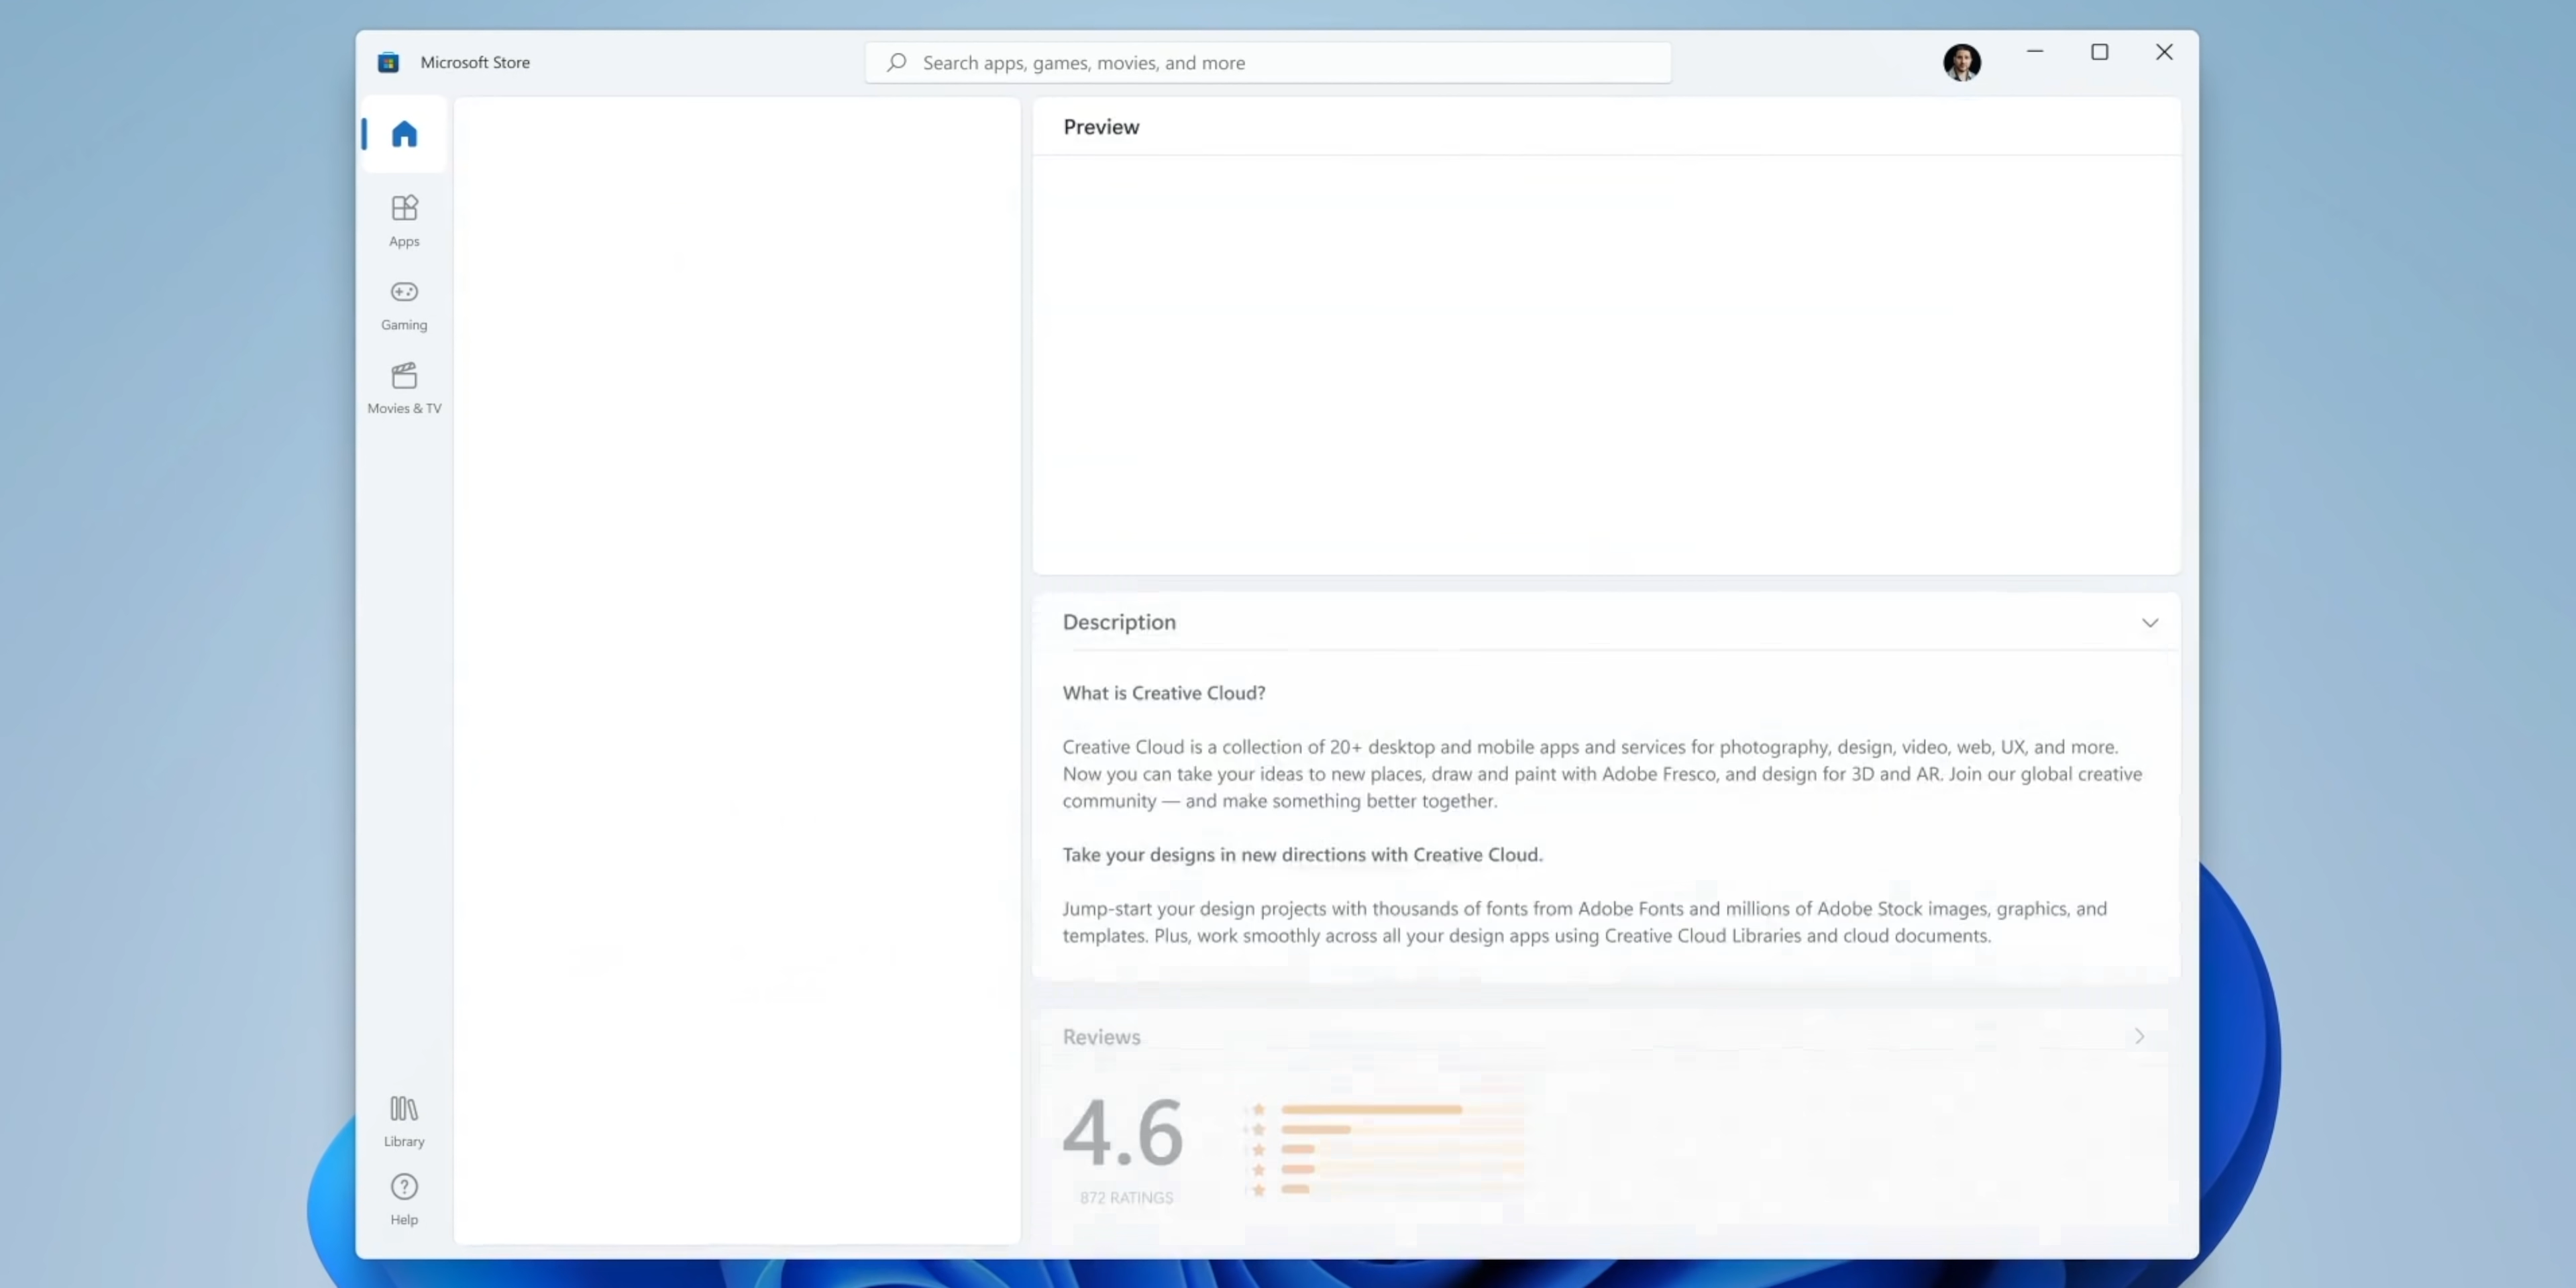 Microsoft Store
Search apps, games, movies, and more
Apps
Gaming
Movies & TV
Library
Help
Preview
Description
What is Creative Cloud?
Creative Cloud is a collection of 20+ desktop and mobile apps and services for photography, design, video, web, UX, and more.
Now you can take your ideas to new places, draw and paint with Adobe Fresco, and design for 3D and AR. Join our global creative
community — and make something better together.
Take your designs in new directions with Creative Cloud.
Jump-start your design projects with thousands of fonts from Adobe Fonts and millions of Adobe Stock images, graphics, and
templates. Plus, work smoothly across all your design apps using Creative Cloud Libraries and cloud documents.
Reviews
4.6
872 RATINGS